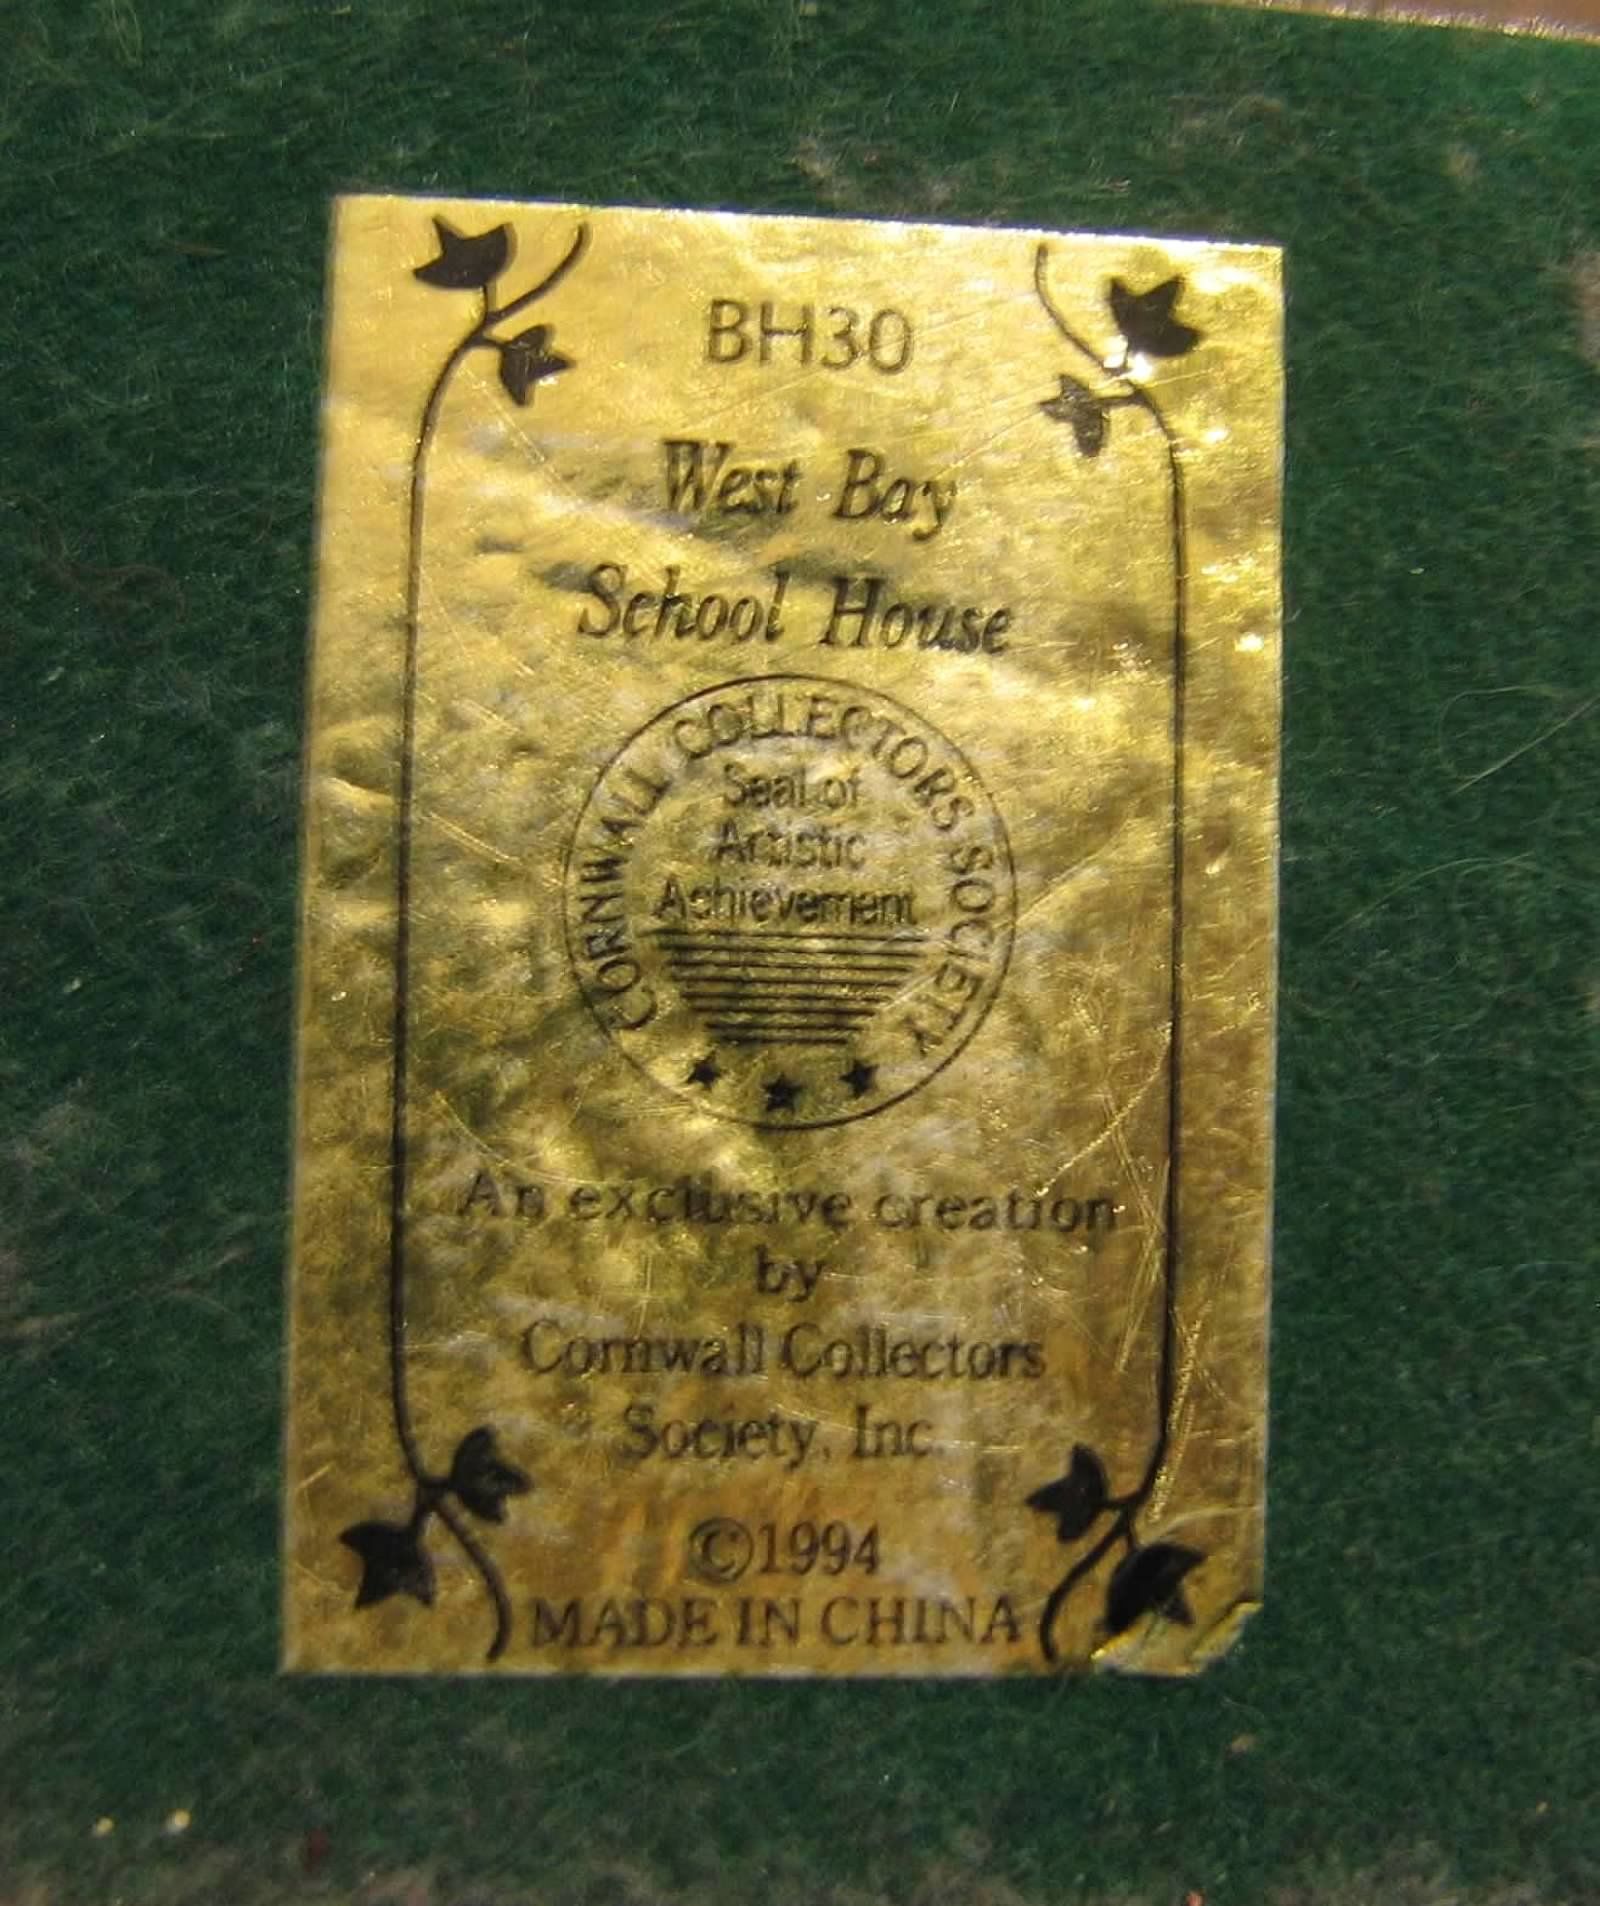 BH30
West Bay
School House
CORNWALL COLLECTORS SOCIETY
Seal of
Artistic
Achievement
An exclusive creation
by
Cornwall Collectors
Society, Inc.
©1994
MADE IN CHINA